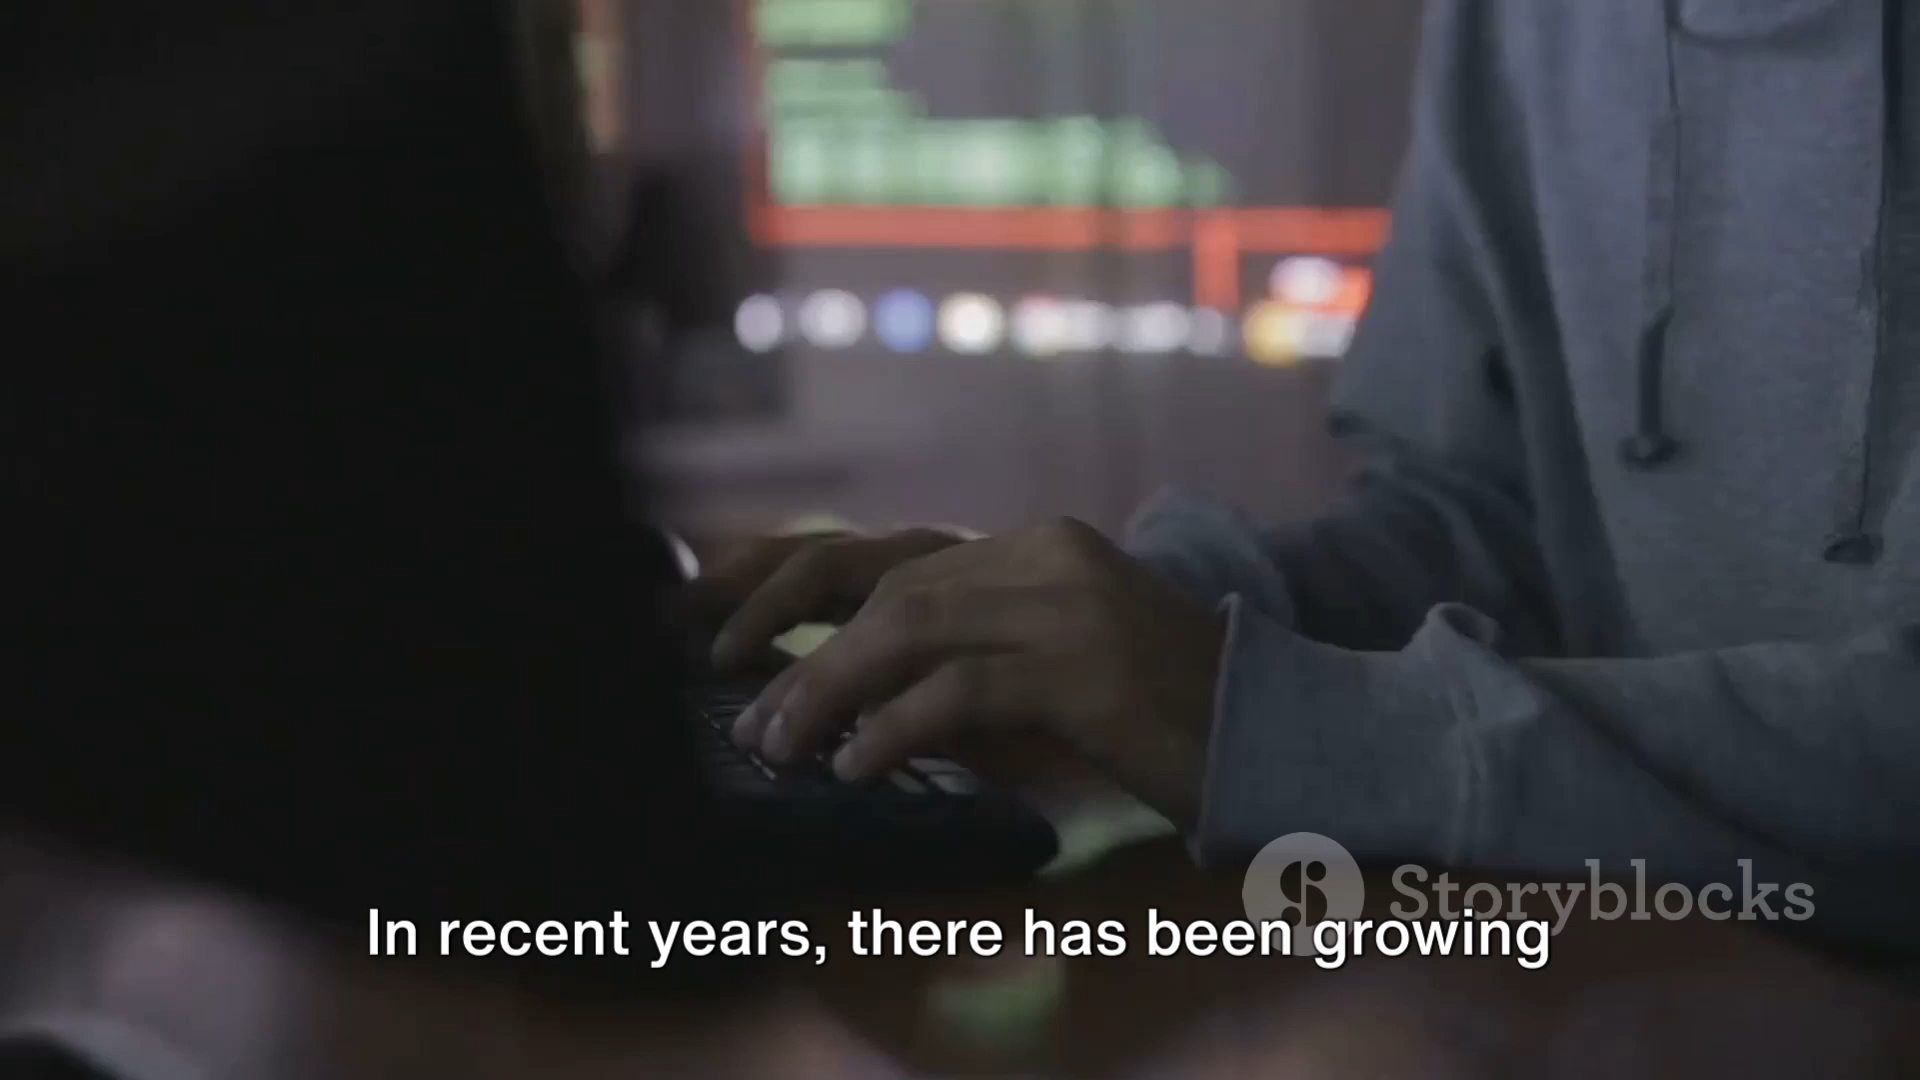 Storyblocks
In recent years, there has been growing